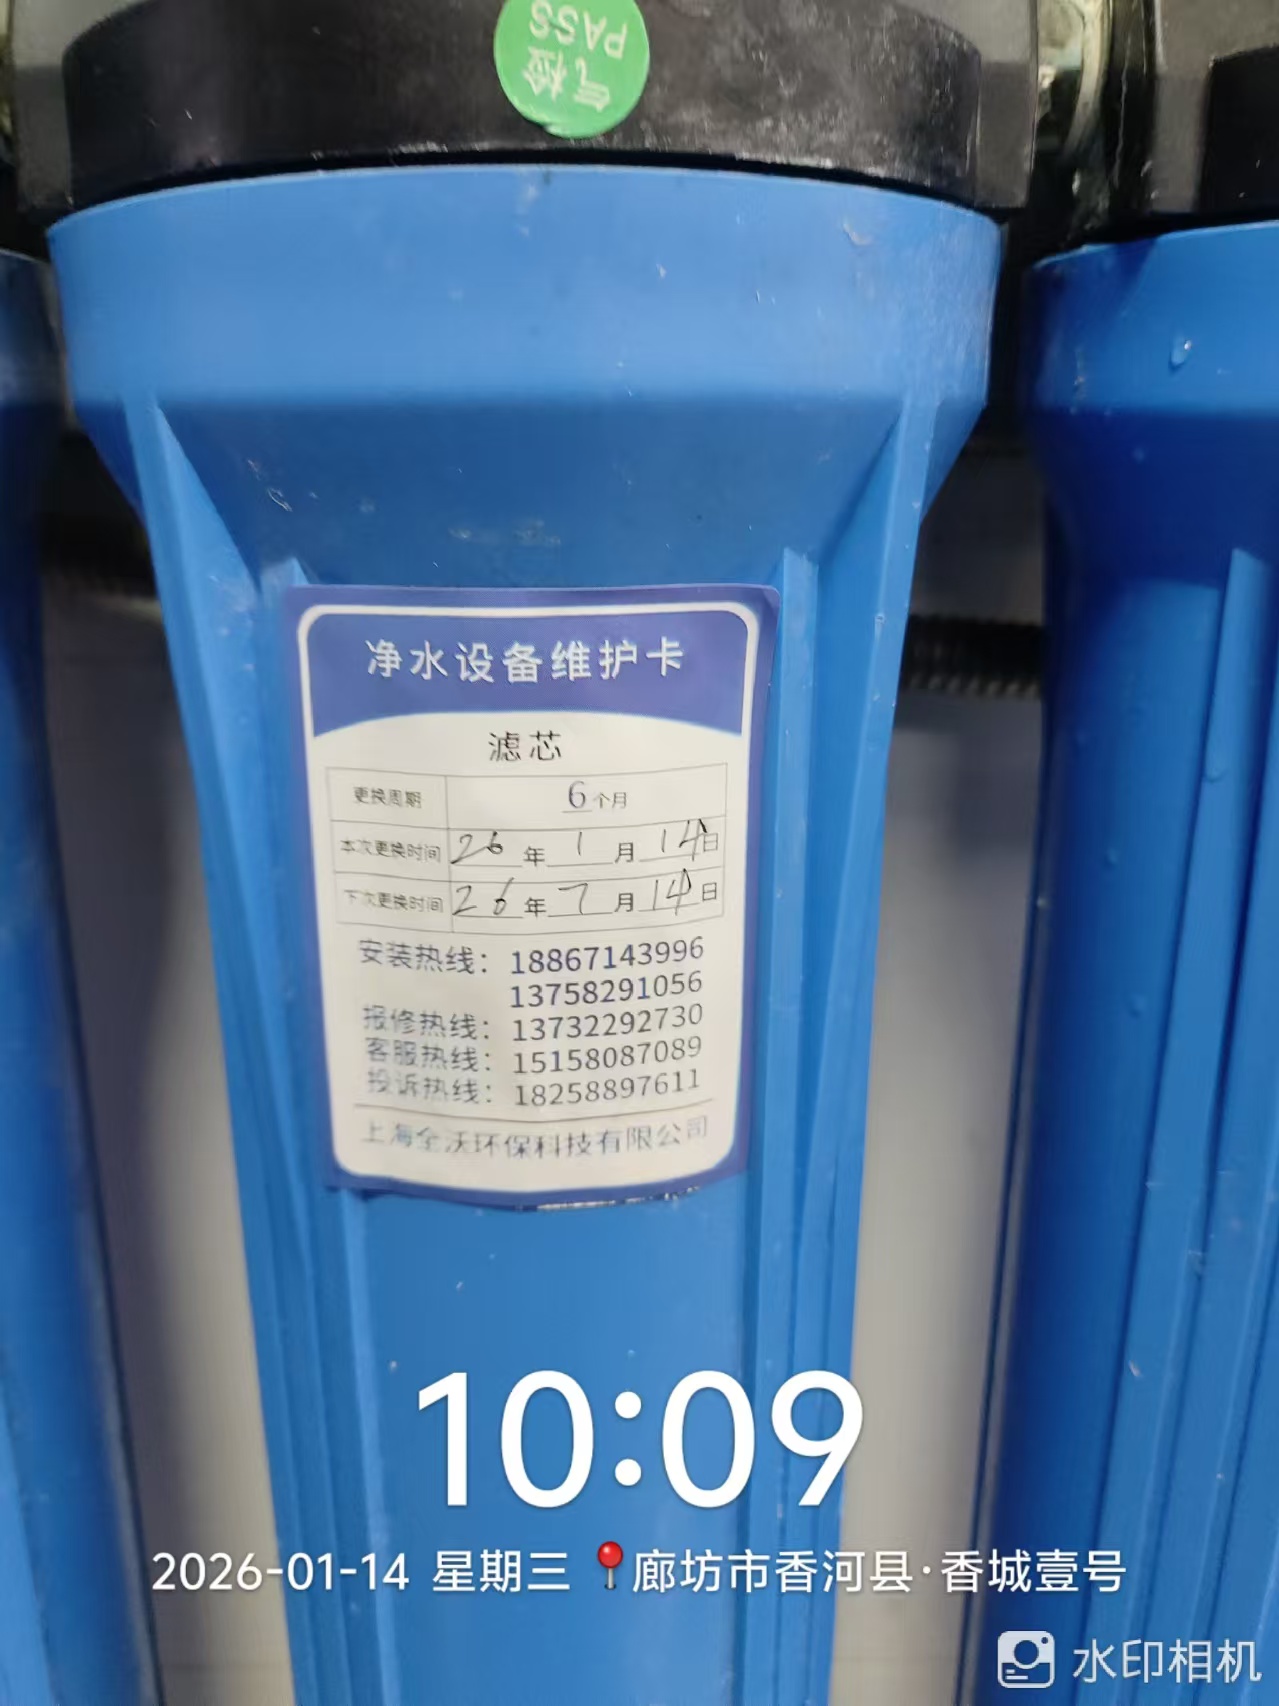 气检
PASS
净水设备维护卡
滤芯
更换周期 6个月
本次更换时间 26年1月14日
下次更换时间 26年7月14日
安装热线：18867143996
13758291056
报修热线：13732292730
客服热线：15158087089
投诉热线：18258897611
上海全沃环保科技有限公司
10:09
2026-01-14 星期三 廊坊市香河县·香城壹号
水印相机